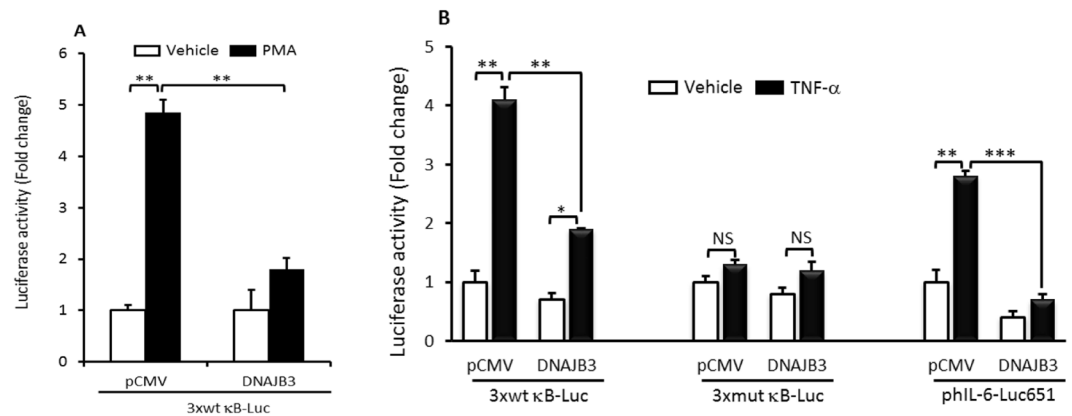 A
Vehicle PMA
Luciferase activity (Fold change)
6
5
4
3
2
1
0
** **
pCMV DNAJB3
3xwt κB-Luc
B
Vehicle TNF-α
Luciferase activity (Fold change)
5
4
3
2
1
0
** **
*
NS NS
** ***
pCMV DNAJB3 pCMV DNAJB3 pCMV DNAJB3
3xwt κB-Luc 3xmut κB-Luc phIL-6-Luc651